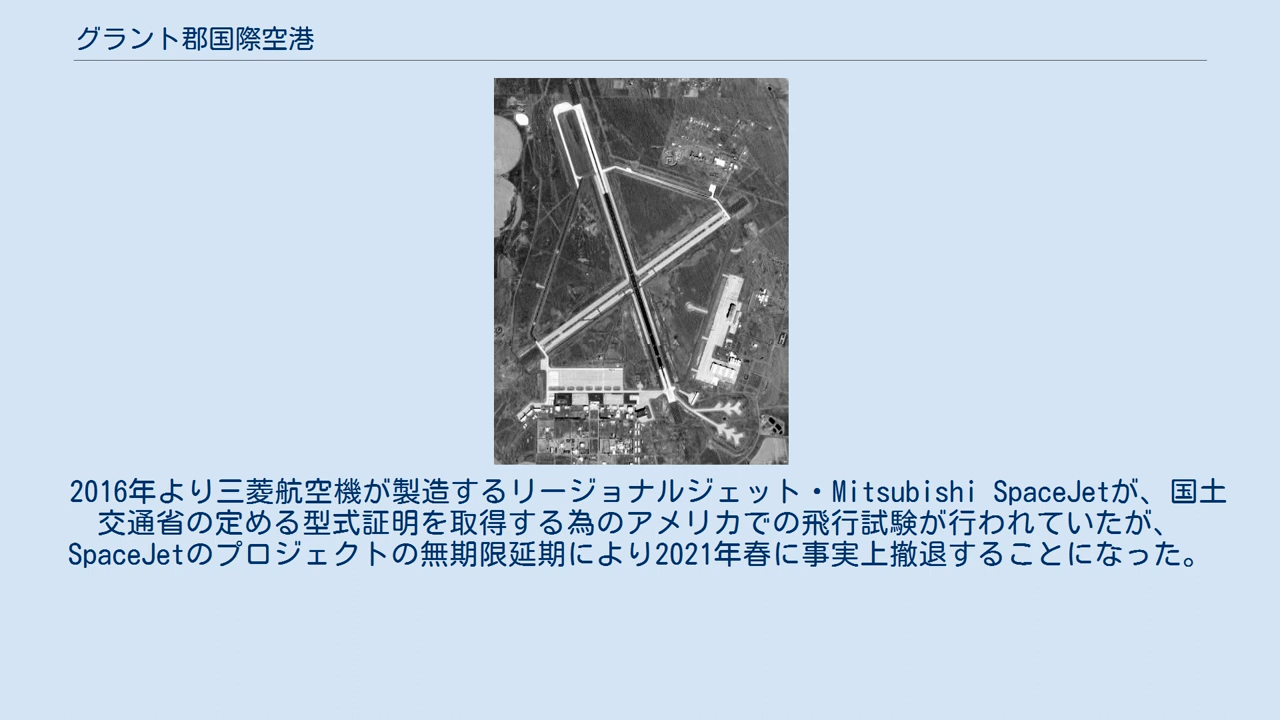 グラント郡国際空港
2016年より三菱航空機が製造するリージョナルジェット・Mitsubishi SpaceJetが、国土
交通省の定める型式証明を取得する為のアメリカでの飛行試験が行われていたが、
SpaceJetのプロジェクトの無期限延期により2021年春に事実上撤退することになった。